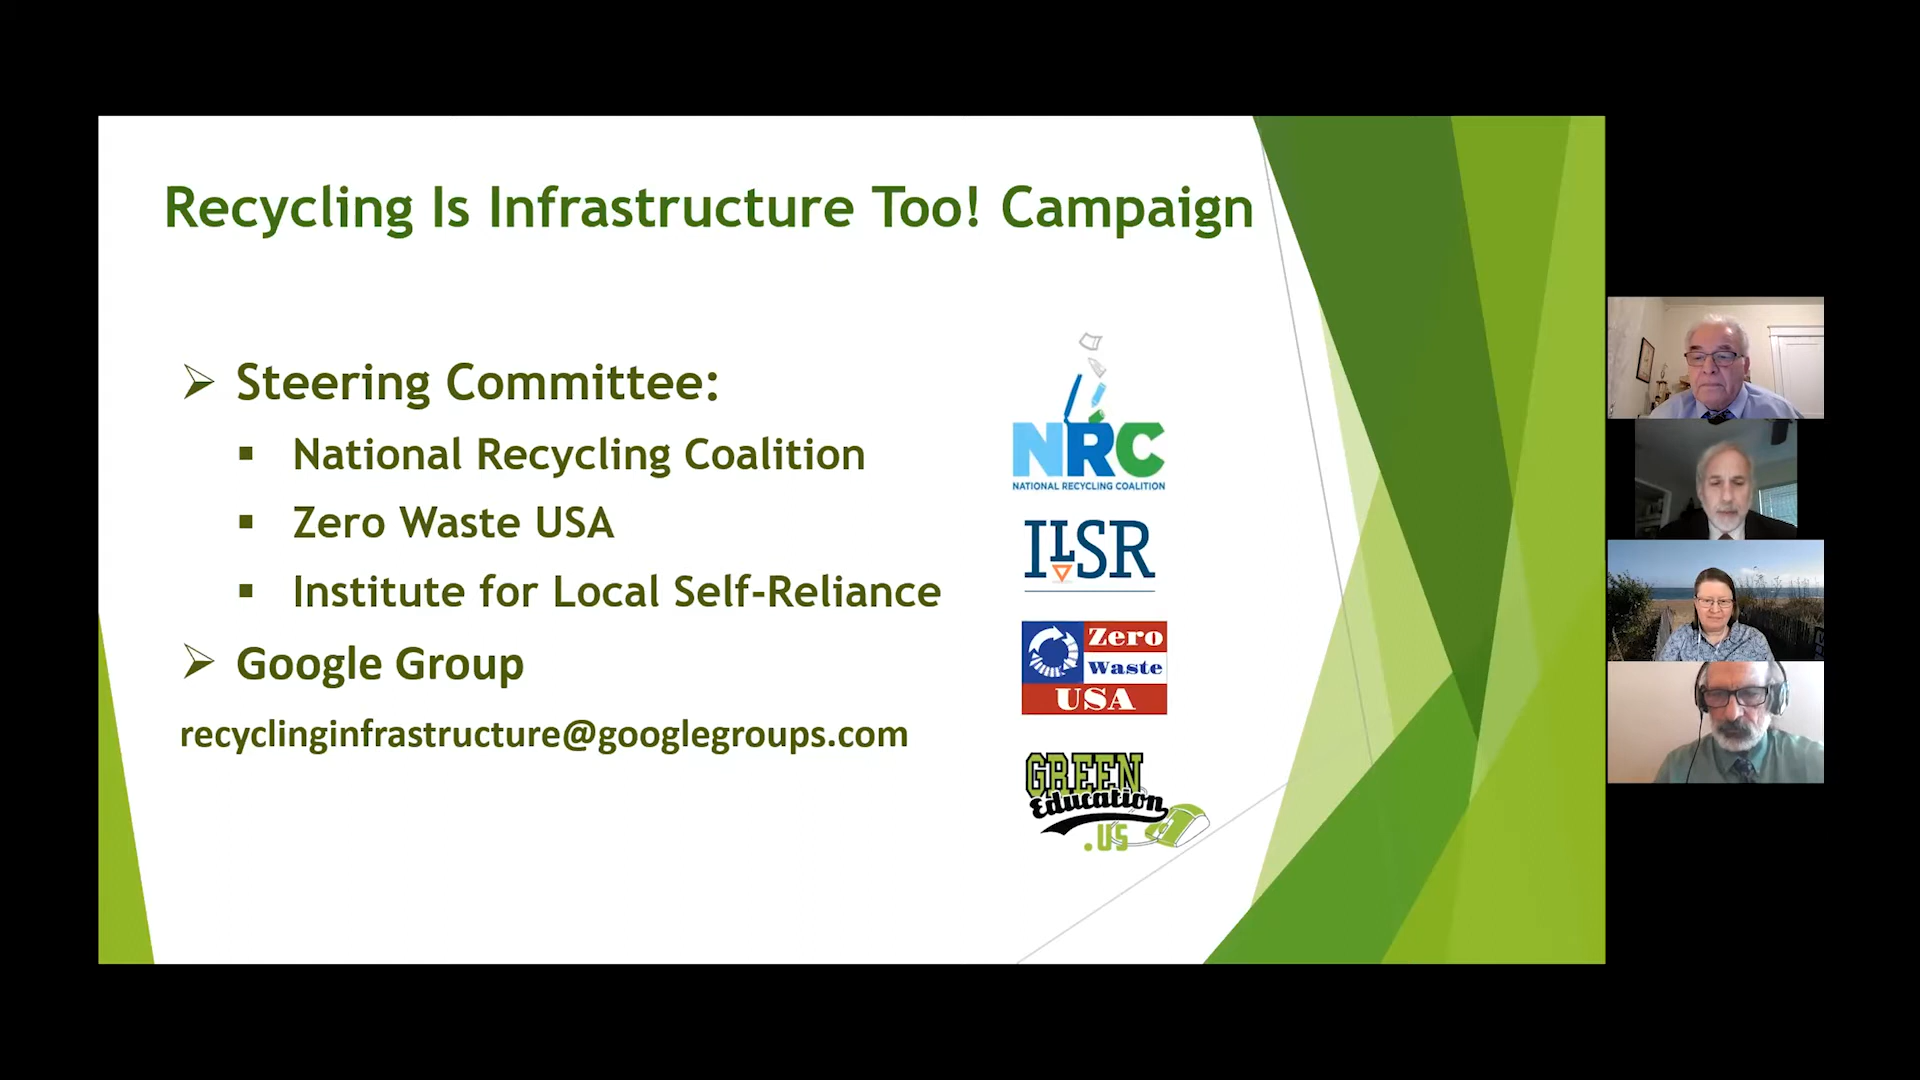 Recycling Is Infrastructure Too! Campaign
Steering Committee:
National Recycling Coalition
Zero Waste USA
Institute for Local Self-Reliance
Google Group
recyclinginfrastructure@googlegroups.com
NRC
NATIONAL RECYCLING COALITION
ILSR
Zero
Waste
USA
GREEN
Education
.US